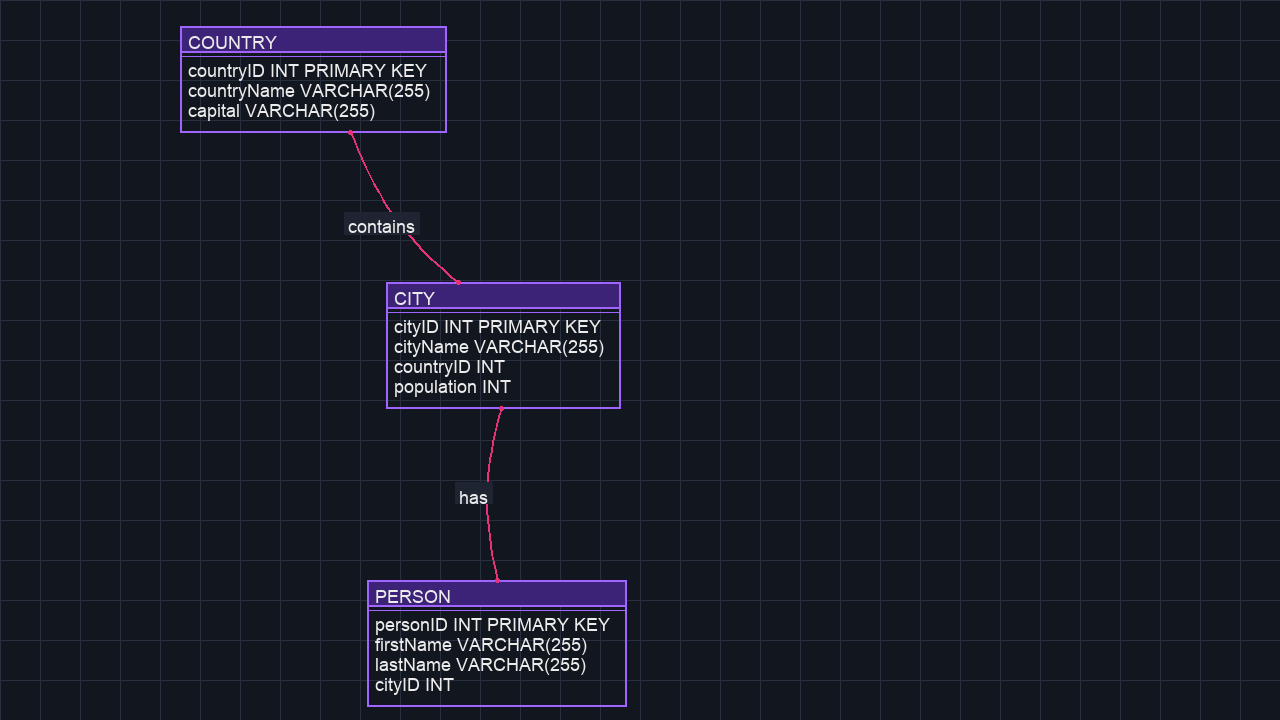 COUNTRY
countryID INT PRIMARY KEY
countryName VARCHAR(255)
capital VARCHAR(255)
contains
CITY
cityID INT PRIMARY KEY
cityName VARCHAR(255)
countryID INT
population INT
has
PERSON
personID INT PRIMARY KEY
firstName VARCHAR(255)
lastName VARCHAR(255)
cityID INT